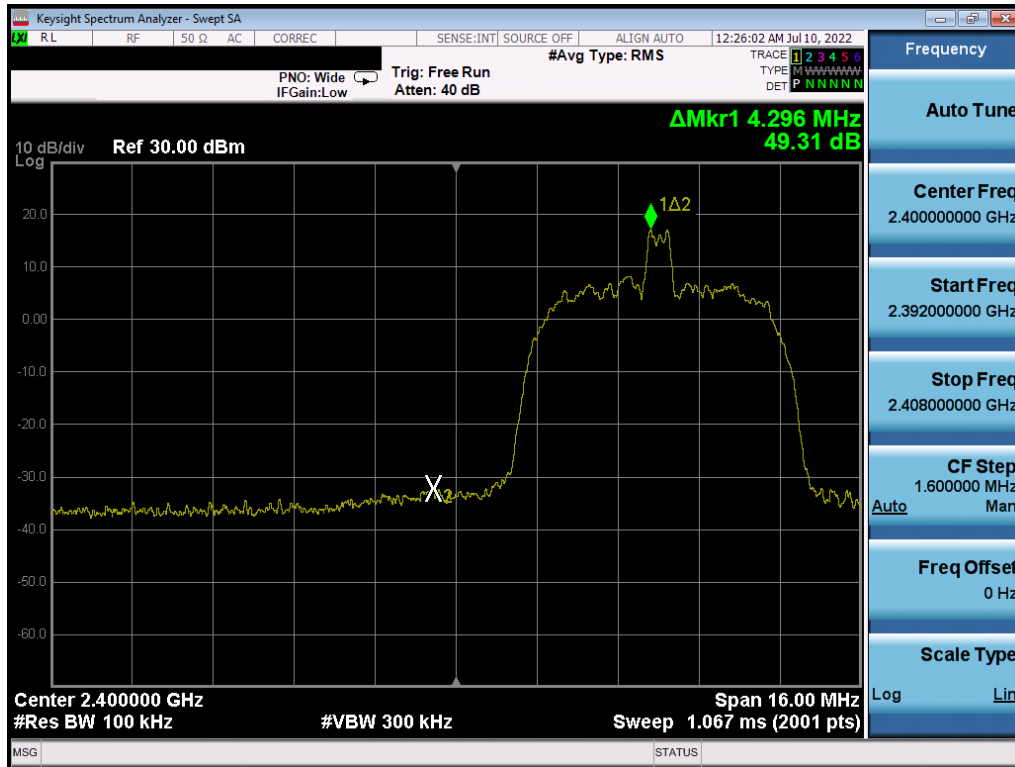 Keysight Spectrum Analyzer - Swept SA
LXI RL RF 50 Ω AC CORREC SENSE:INT SOURCE OFF ALIGN AUTO 12:26:02 AM Jul 10, 2022
#Avg Type: RMS
TRACE 1 2 3 4 5 6
TYPE M WWWWW
DET P N N N N N
PNO: Wide
IFGain:Low
Trig: Free Run
Atten: 40 dB
ΔMkr1 4.296 MHz
49.31 dB
10 dB/div Ref 30.00 dBm
Log
1Δ2
20.0
10.0
0.00
-10.0
-20.0
-30.0
X2
-40.0
-50.0
-60.0
Center 2.400000 GHz
Span 16.00 MHz
#Res BW 100 kHz
#VBW 300 kHz
Sweep 1.067 ms (2001 pts)
MSG
STATUS
Frequency
Auto Tune
Center Freq
2.400000000 GHz
Start Freq
2.392000000 GHz
Stop Freq
2.408000000 GHz
CF Step
1.600000 MHz
Auto Man
Freq Offset
0 Hz
Scale Type
Log Lin